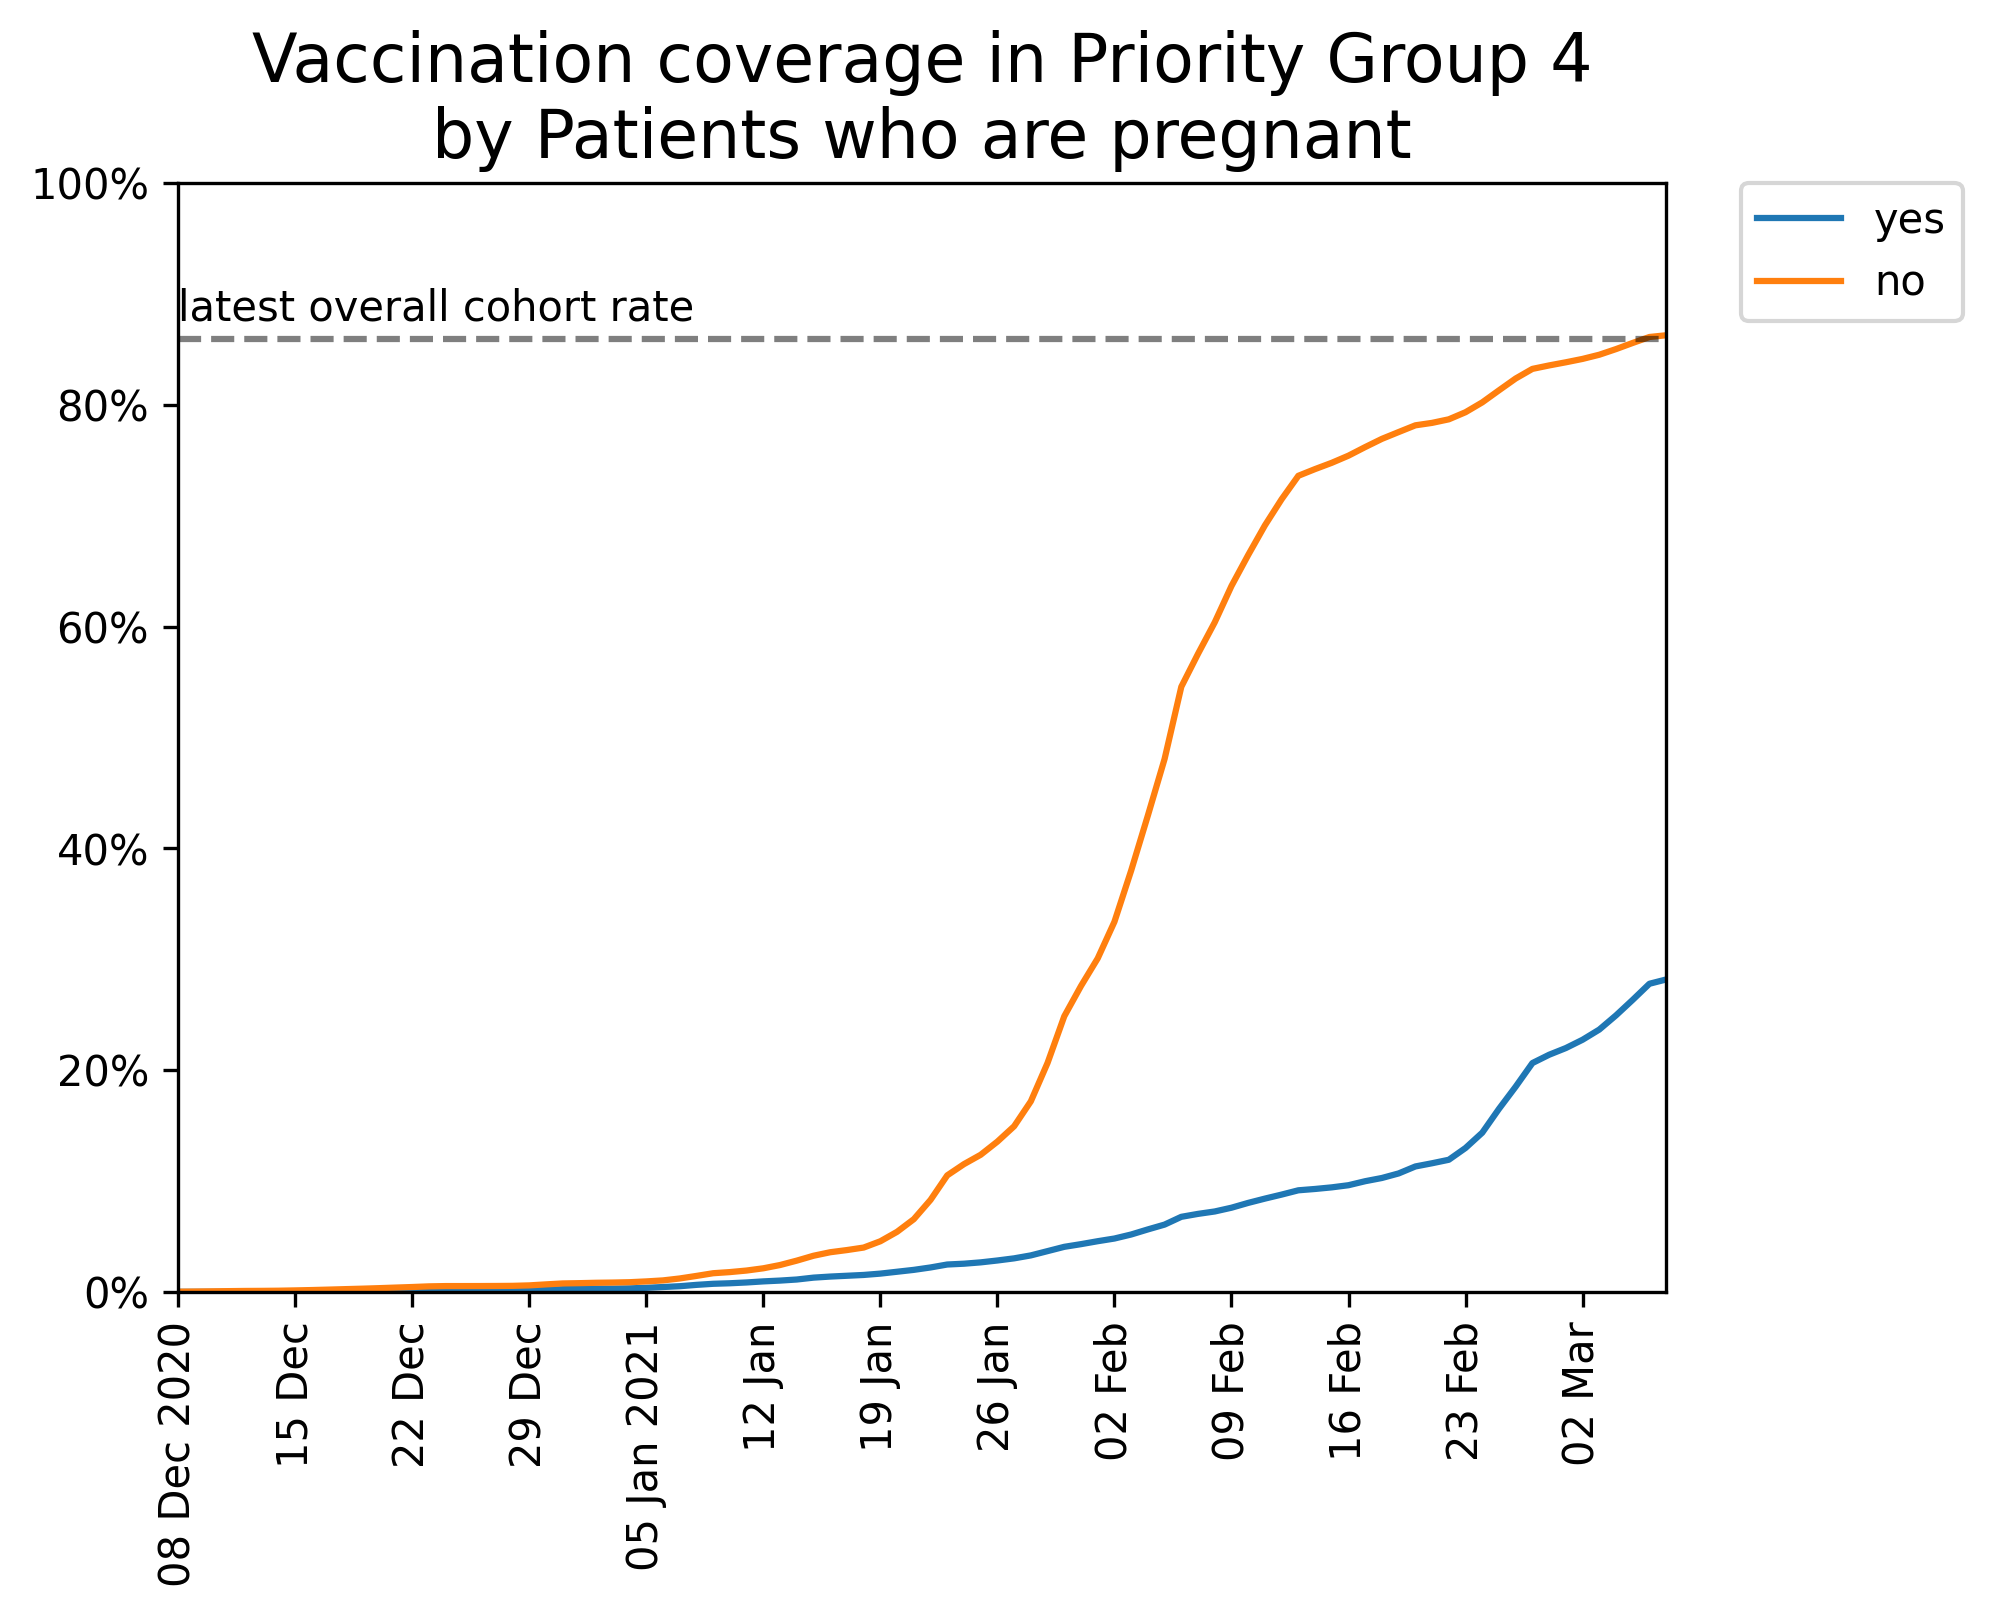 Vaccination coverage in Priority Group 4
by Patients who are pregnant
100%
80%
60%
40%
20%
0%
latest overall cohort rate
yes
no
08 Dec 2020
15 Dec
22 Dec
29 Dec
05 Jan 2021
12 Jan
19 Jan
26 Jan
02 Feb
09 Feb
16 Feb
23 Feb
02 Mar